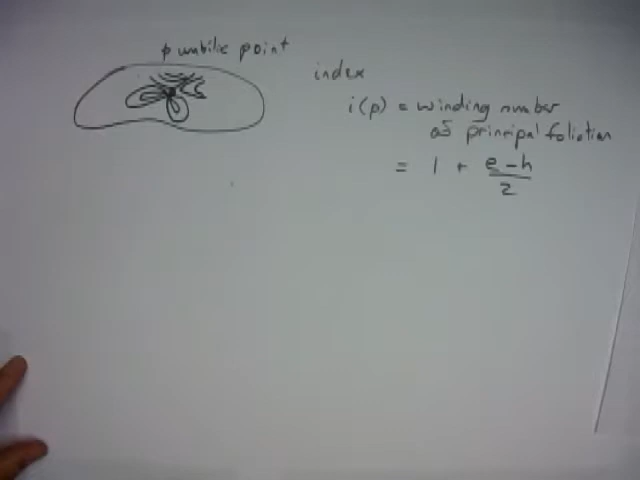 p umbilic point
index
i(p) = winding number
of principal foliation
= 1 + e-h/2